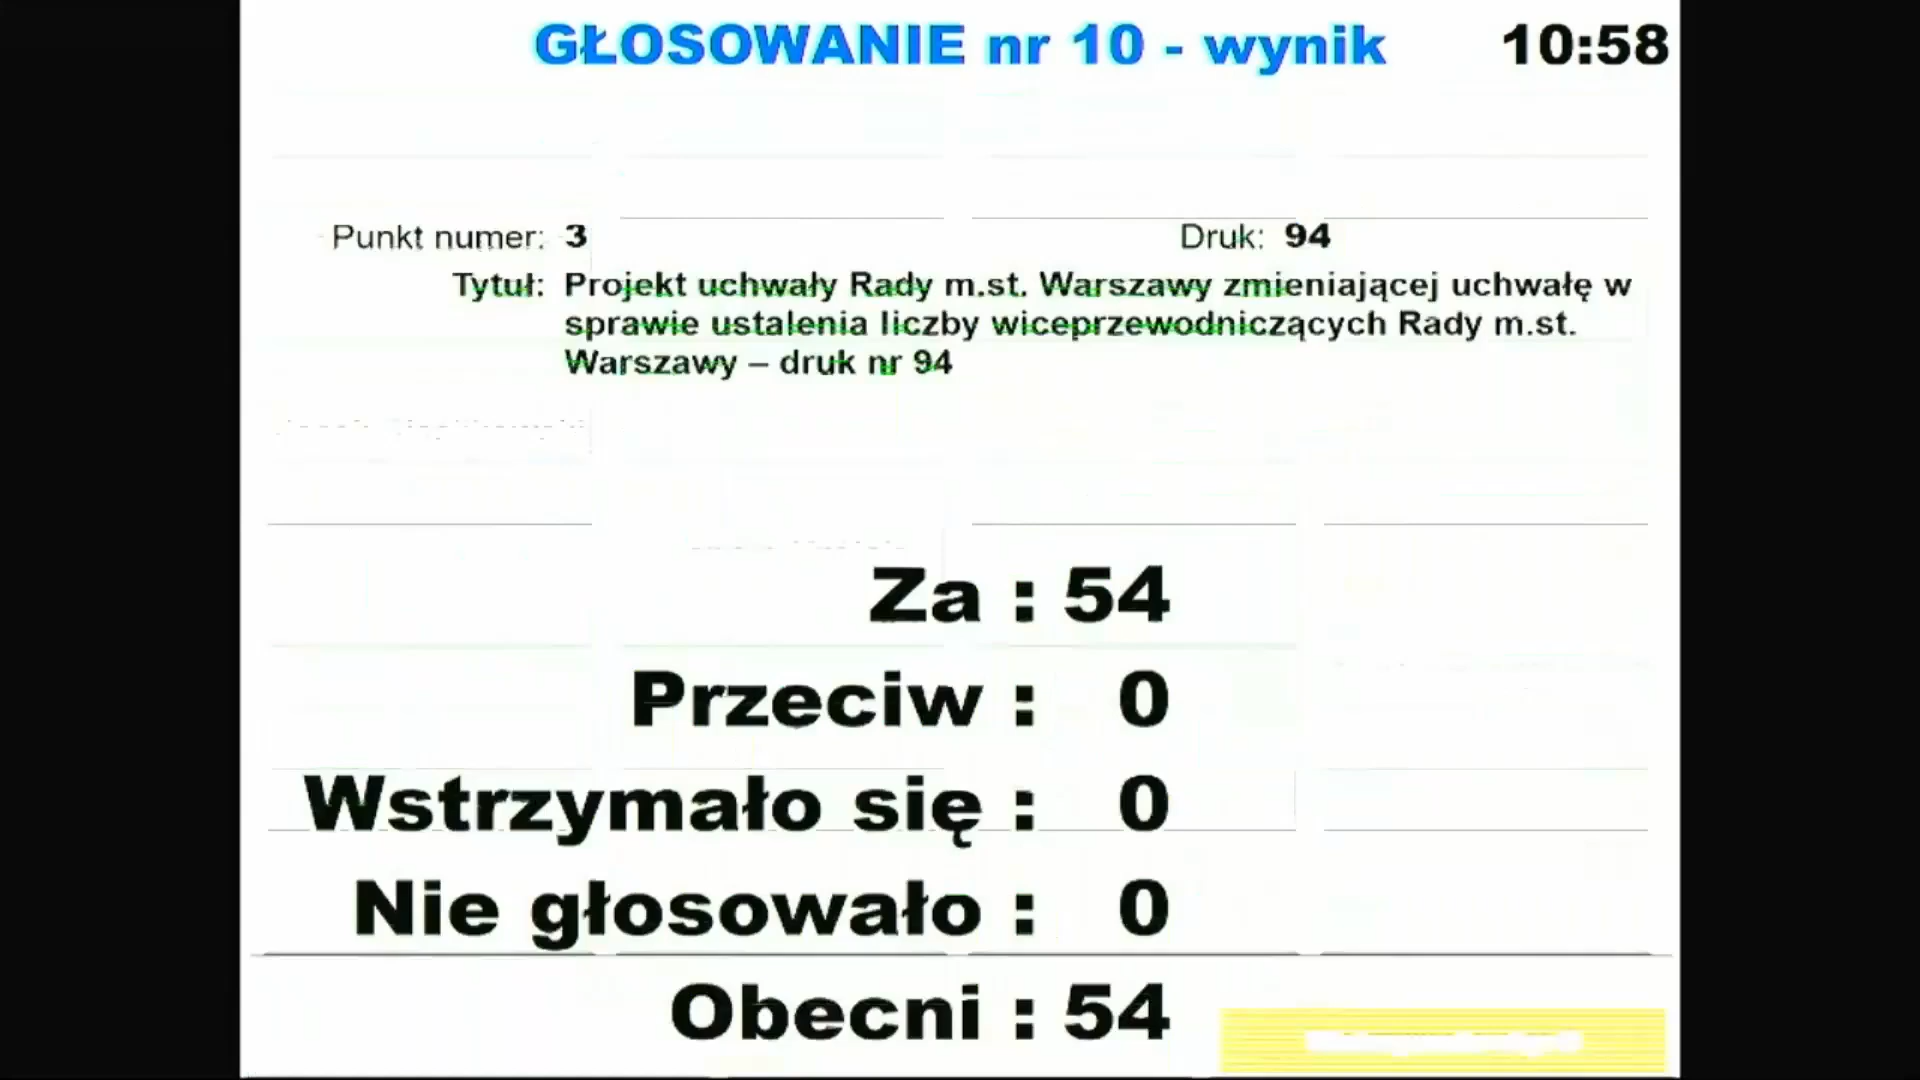 GŁOSOWANIE nr 10 - wynik 10:58
Punkt numer: 3 Druk: 94
Tytuł: Projekt uchwały Rady m.st. Warszawy zmieniającej uchwałę w
sprawie ustalenia liczby wiceprzewodniczących Rady m.st.
Warszawy – druk nr 94
Za : 54
Przeciw : 0
Wstrzymało się : 0
Nie głosowało : 0
Obecni : 54